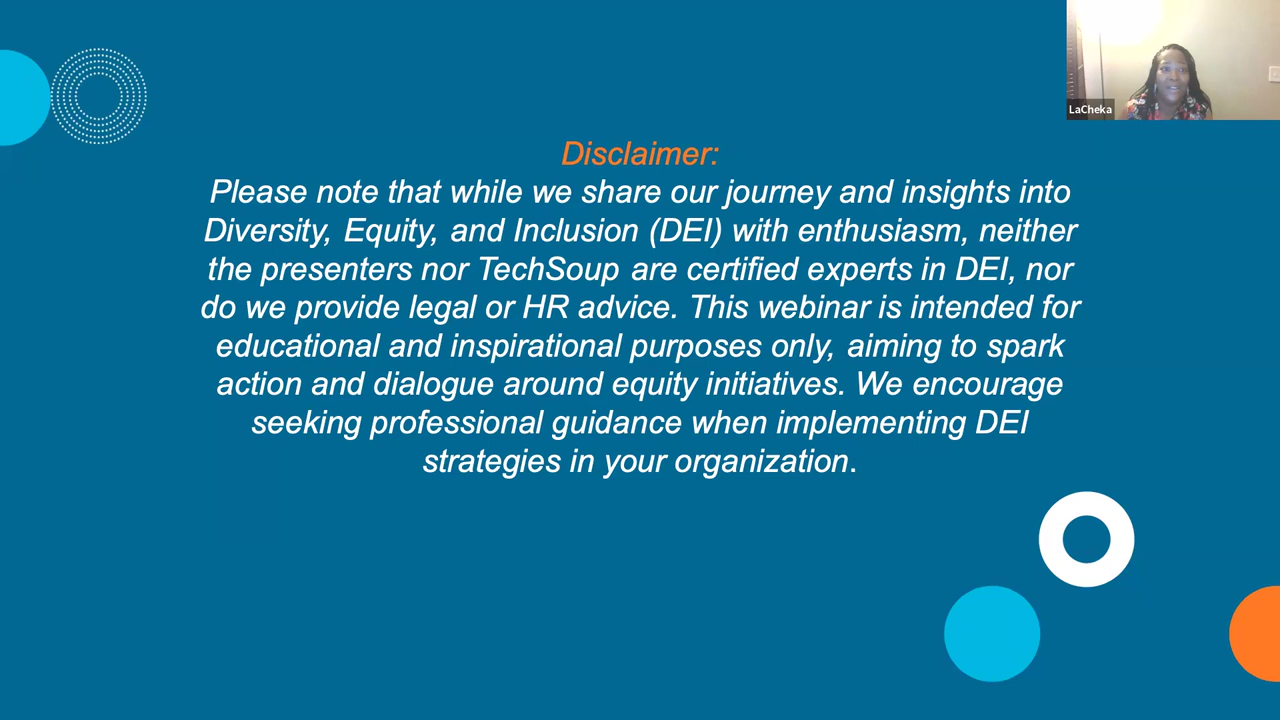 LaCheka
Disclaimer:
Please note that while we share our journey and insights into
Diversity, Equity, and Inclusion (DEI) with enthusiasm, neither
the presenters nor TechSoup are certified experts in DEI, nor
do we provide legal or HR advice. This webinar is intended for
educational and inspirational purposes only, aiming to spark
action and dialogue around equity initiatives. We encourage
seeking professional guidance when implementing DEI
strategies in your organization.